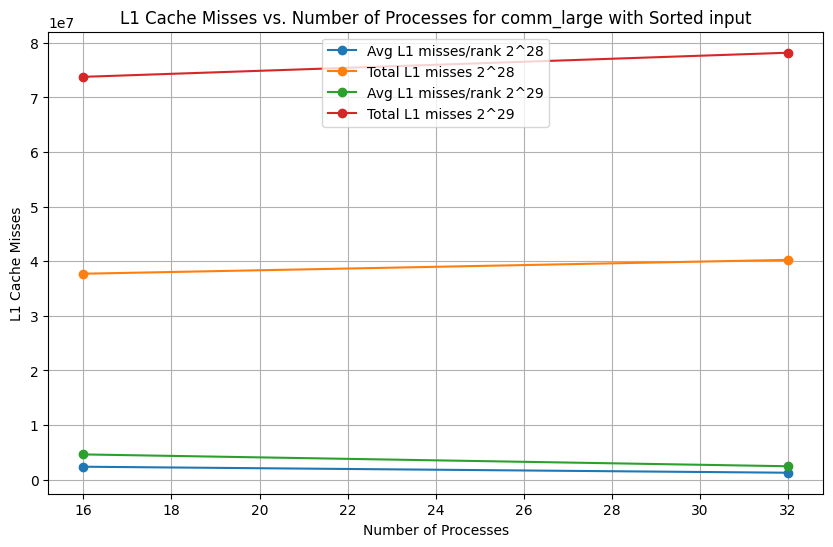 L1 Cache Misses vs. Number of Processes for comm_large with Sorted input
1e7
8
7
6
5
4
3
2
1
0
L1 Cache Misses
Avg L1 misses/rank 2^28
Total L1 misses 2^28
Avg L1 misses/rank 2^29
Total L1 misses 2^29
16 18 20 22 24 26 28 30 32
Number of Processes